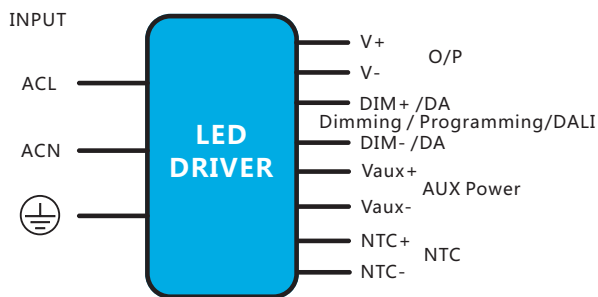 INPUT
ACL
ACN
LED
DRIVER
V+
O/P
V-
DIM+ /DA
Dimming / Programming/DALI
DIM- /DA
Vaux+
AUX Power
Vaux-
NTC+
NTC
NTC-